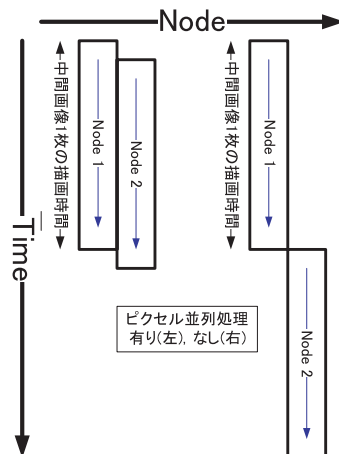 Node
Time
中間画像1枚の描画時間
Node 1
Node 2
中間画像1枚の描画時間
Node 1
Node 2
ピクセル並列処理
有り(左), なし(右)